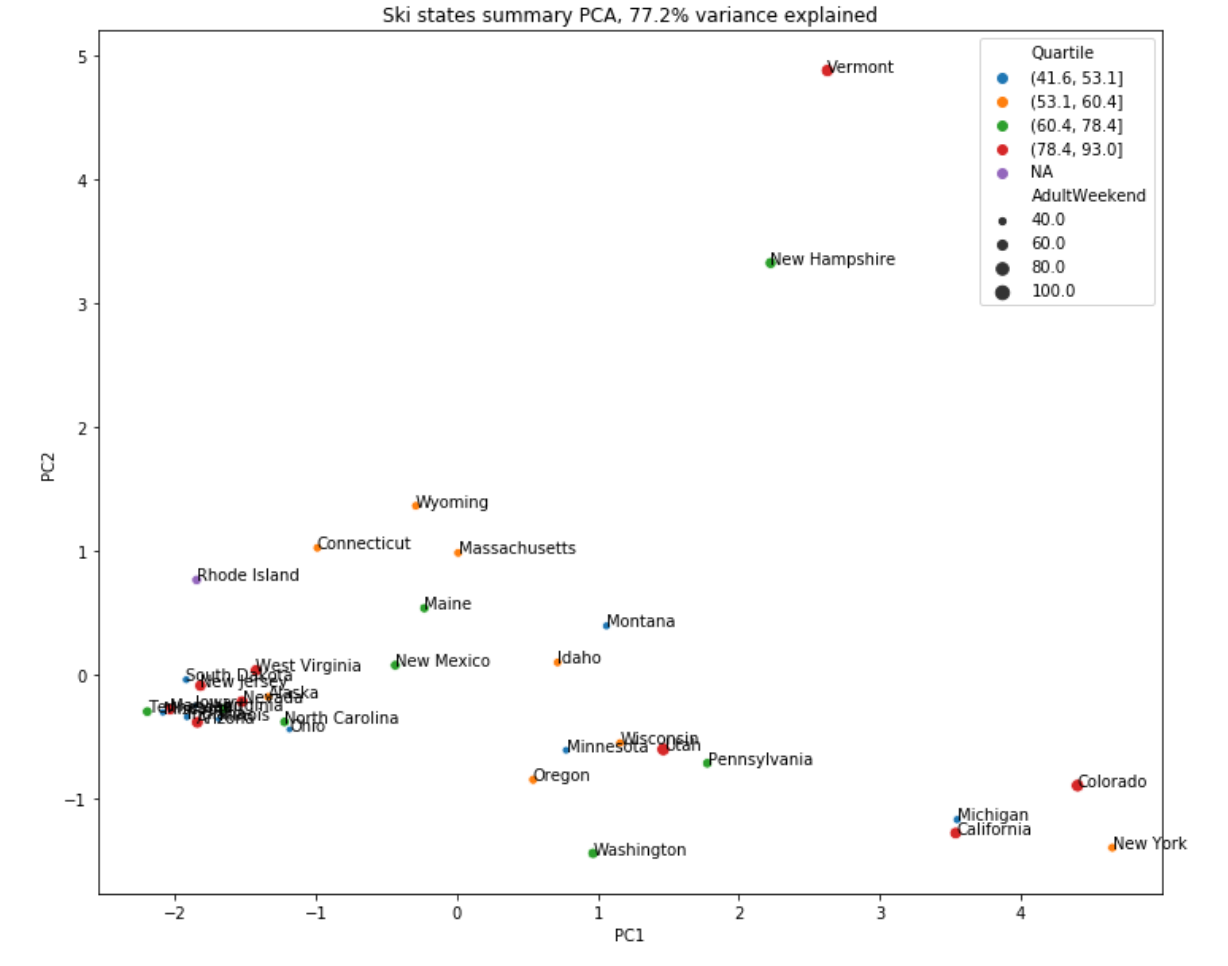 Ski states summary PCA, 77.2% variance explained
Quartile
(41.6, 53.1]
(53.1, 60.4]
(60.4, 78.4]
(78.4, 93.0]
NA
AdultWeekend
40.0
60.0
80.0
100.0
5
4
3
2
1
0
−1
PC2
Vermont
New Hampshire
Wyoming
Connecticut
Massachusetts
Rhode Island
Maine
Montana
Idaho
New Mexico
West Virginia
South Dakota
New Jersey
Alaska
Nevada
Arizona
North Carolina
Ohio
Wisconsin
Utah
Minnesota
Pennsylvania
Oregon
Colorado
Michigan
California
New York
Washington
−2
−1
0
1
2
3
4
PC1